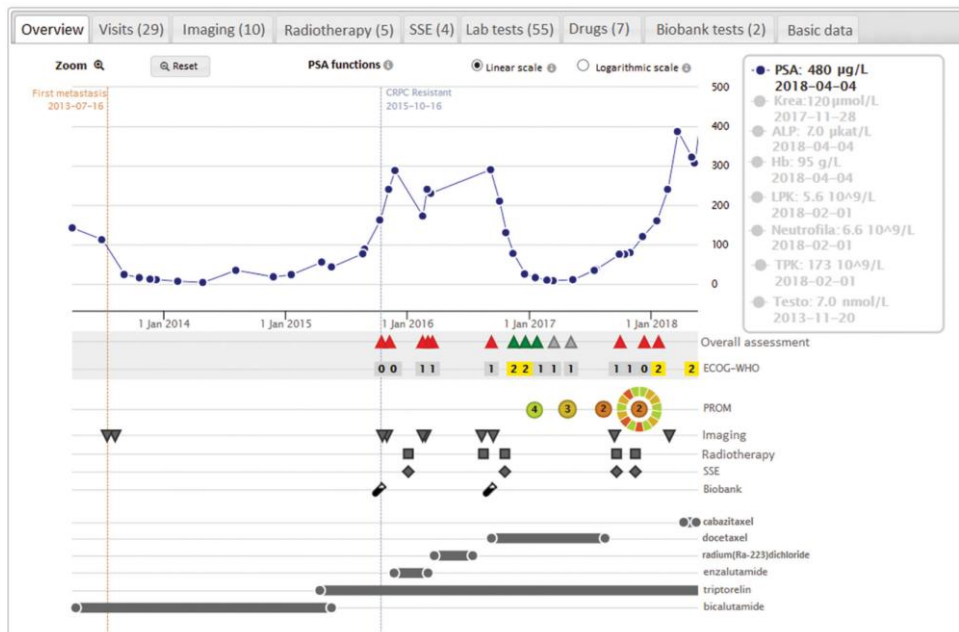 Overview Visits (29) Imaging (10) Radiotherapy (5) SSE (4) Lab tests (55) Drugs (7) Biobank tests (2) Basic data
Zoom Reset PSA functions Linear scale Logarithmic scale
First metastasis
2013-07-16
CRPC Resistant
2015-10-16
500
400
300
200
100
0
PSA: 480 µg/L
2018-04-04
Krea:120 µmol/L
2017-11-28
ALP: 7.0 µkat/L
2018-04-04
Hb: 95 g/L
2018-04-04
LPK: 5.6 10^9/L
2018-02-01
Neutrofila: 6.6 10^9/L
2018-02-01
TPK: 173 10^9/L
2018-02-01
Testo: 7.0 nmol/L
2013-11-20
1 Jan 2014 1 Jan 2015 1 Jan 2016 1 Jan 2017 1 Jan 2018
Overall assessment
0 0 1 1 1 2 2 1 1 1 1 1 0 2 2 ECOG-WHO
4 3 2 2 PROM
Imaging
Radiotherapy
SSE
Biobank
cabazitaxel
docetaxel
radium(Ra-223)dichloride
enzalutamide
triptorelin
bicalutamide